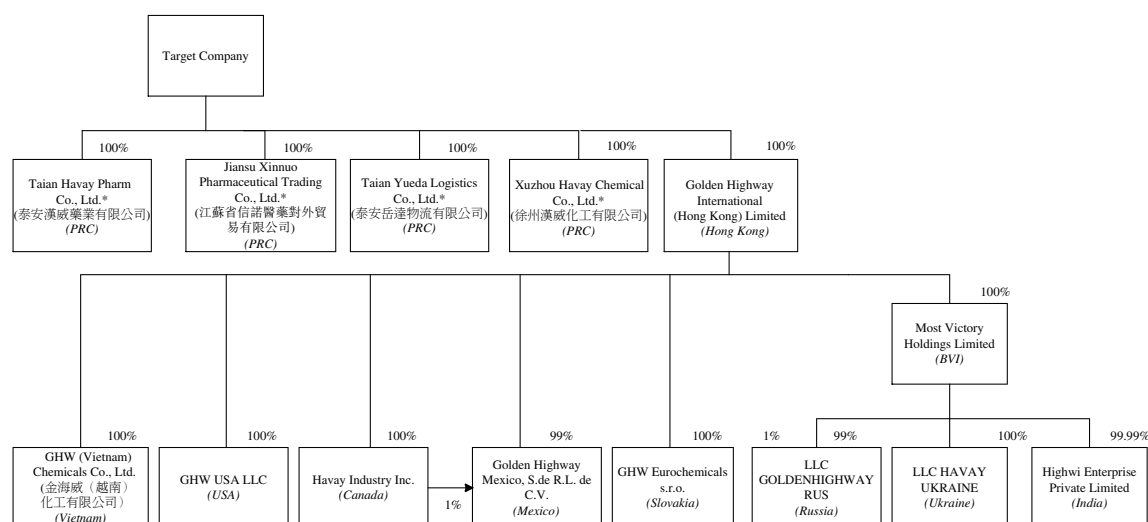 Target Company
100%
100%
100%
100%
100%
Taian Havay Pharm
Co., Ltd.*
(泰安漢威藥業有限公司)
(PRC)
Jiansu Xinnuo
Pharmaceutical Trading
Co., Ltd.*
(江蘇省信諾醫藥對外貿
易有限公司)
(PRC)
Taian Yueda Logistics
Co., Ltd.*
(泰安岳達物流有限公司)
(PRC)
Xuzhou Havay Chemical
Co., Ltd.*
(徐州漢威化工有限公司)
(PRC)
Golden Highway
International
(Hong Kong) Limited
(Hong Kong)
100%
Most Victory
Holdings Limited
(BVI)
100%
100%
100%
99%
100%
1%
99%
100%
99.99%
GHW (Vietnam)
Chemicals Co., Ltd.
(金海威（越南）
化工有限公司)
(Vietnam)
GHW USA LLC
(USA)
Havay Industry Inc.
(Canada)
1%
Golden Highway
Mexico, S.de R.L. de
C.V.
(Mexico)
GHW Eurochemicals
s.r.o.
(Slovakia)
LLC
GOLDENHIGHWAY
RUS
(Russia)
LLC HAVAY
UKRAINE
(Ukraine)
Highwi Enterprise
Private Limited
(India)